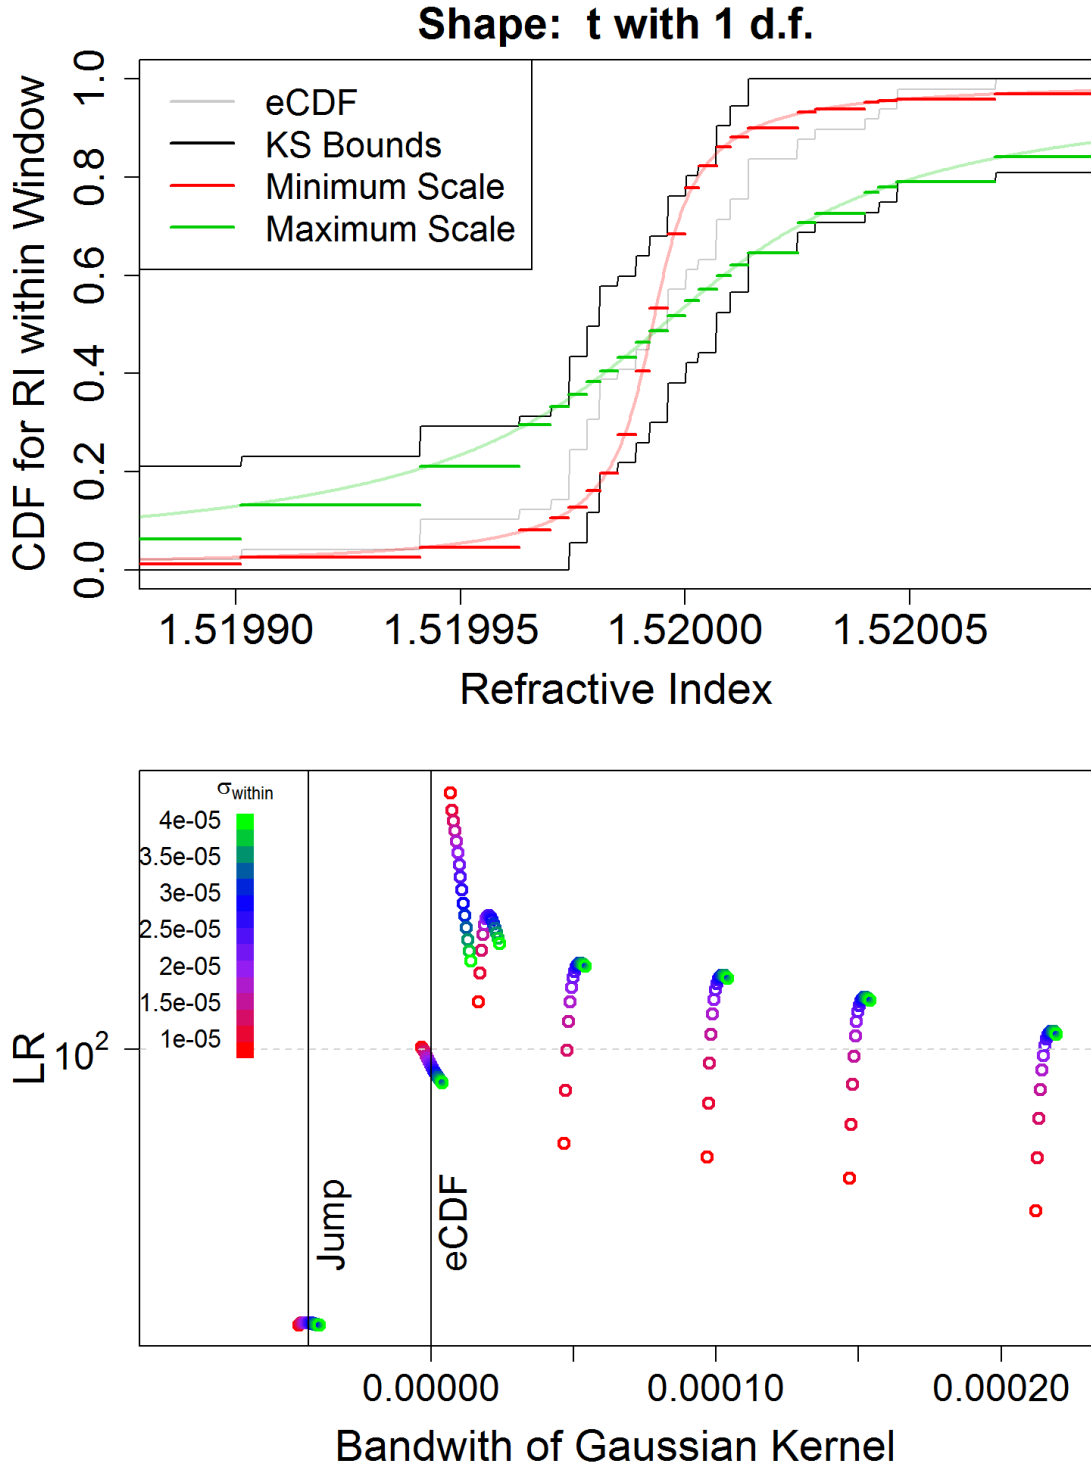 Shape:  t with 1 d.f.
CDF for RI within Window
1.0
0.8
0.6
0.4
0.2
0.0
eCDF
KS Bounds
Minimum Scale
Maximum Scale
1.51990 1.51995 1.52000 1.52005
Refractive Index
LR
10²
σwithin
4e-05
3.5e-05
3e-05
2.5e-05
2e-05
1.5e-05
1e-05
Jump
eCDF
0.00000 0.00010 0.00020
Bandwith of Gaussian Kernel